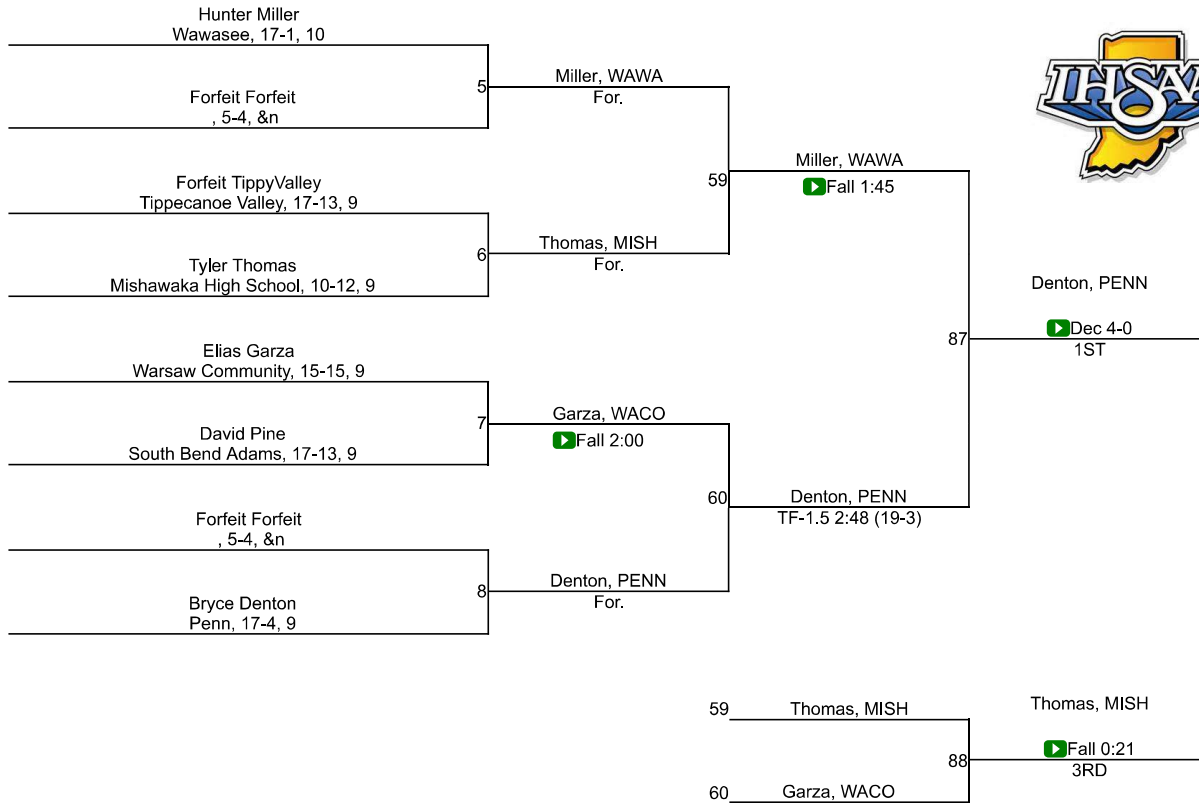 Hunter Miller
Wawasee, 17-1, 10
Forfeit Forfeit
, 5-4, &n
5
Miller, WAWA
For.
Forfeit TippyValley
Tippecanoe Valley, 17-13, 9
Tyler Thomas
Mishawaka High School, 10-12, 9
6
Thomas, MISH
For.
59
Miller, WAWA
Fall 1:45
Elias Garza
Warsaw Community, 15-15, 9
David Pine
South Bend Adams, 17-13, 9
7
Garza, WACO
Fall 2:00
Forfeit Forfeit
, 5-4, &n
Bryce Denton
Penn, 17-4, 9
8
Denton, PENN
For.
60
Denton, PENN
TF-1.5 2:48 (19-3)
87
Denton, PENN
Dec 4-0
1ST
IHSAA
59
Thomas, MISH
60
Garza, WACO
88
Thomas, MISH
Fall 0:21
3RD